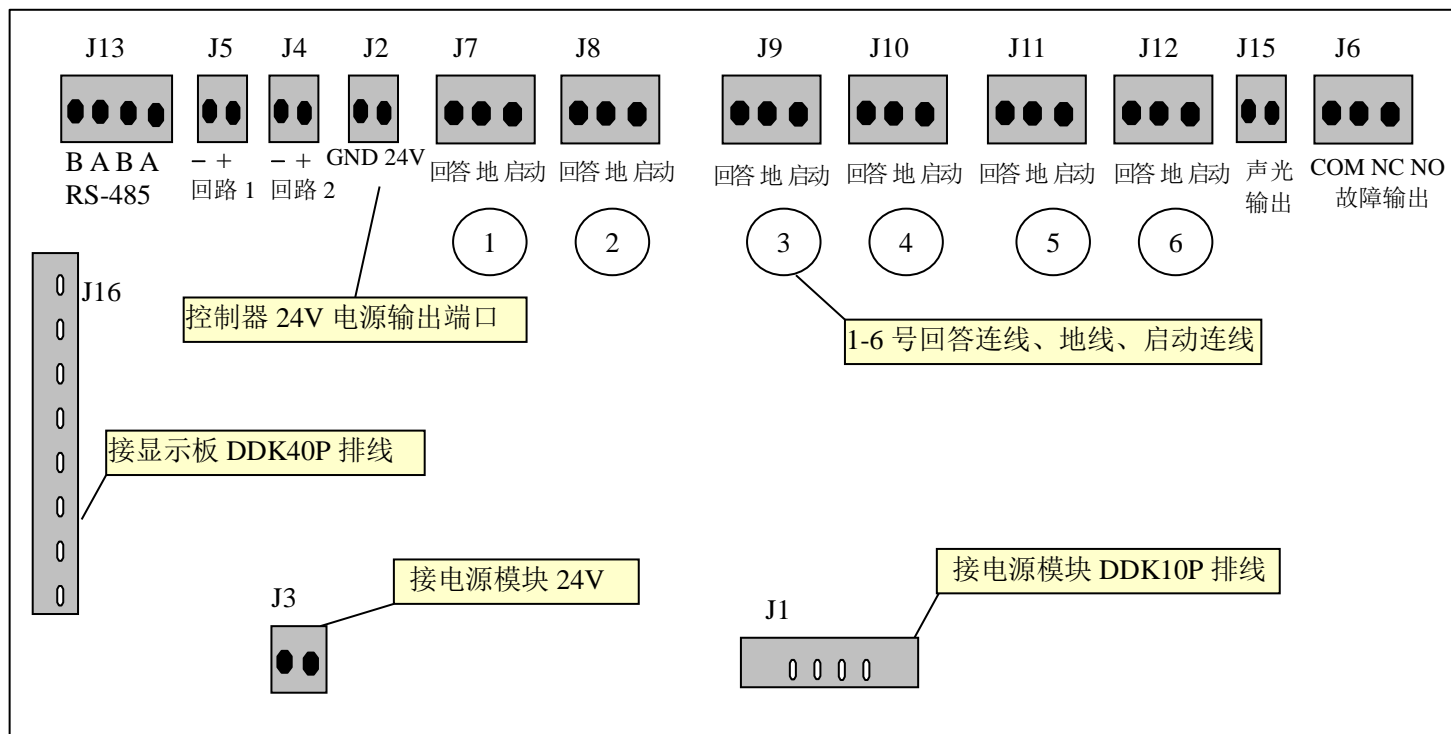 J13 J5 J4 J2 J7 J8 J9 J10 J11 J12 J15 J6
B A B A − + − + GND 24V 回答 地 启动 回答 地 启动 回答 地 启动 回答 地 启动 回答 地 启动 回答 地 启动 声光 COM NC NO
RS-485 回路 1 回路 2 输出 故障输出
1 2 3 4 5 6
J16
控制器 24V 电源输出端口
1-6 号回答连线、地线、启动连线
接显示板 DDK40P 排线
接电源模块 24V
接电源模块 DDK10P 排线
J3
J1